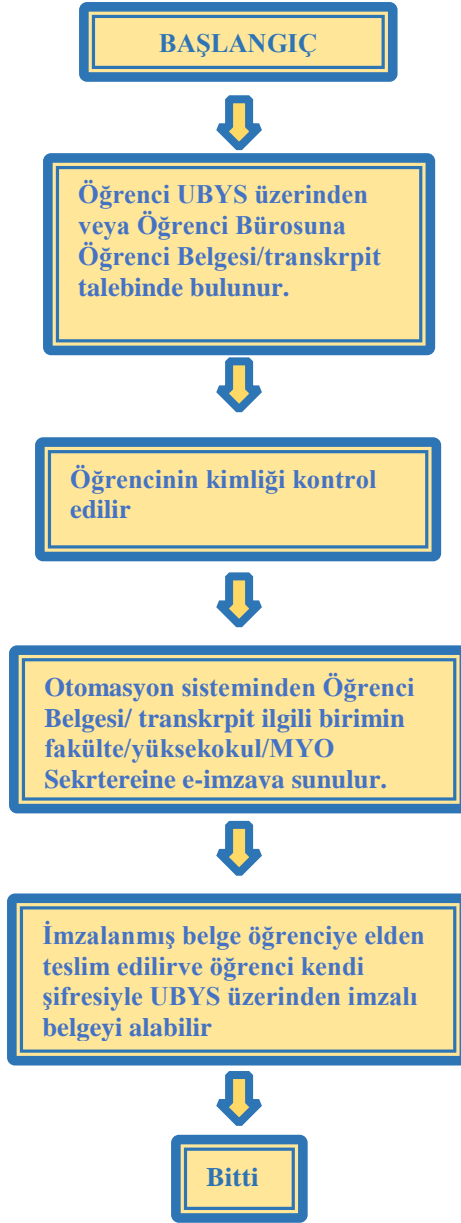 BAŞLANGIÇ
Öğrenci UBYS üzerinden
veya Öğrenci Bürosuna
Öğrenci Belgesi/transkrpit
talebinde bulunur.
Öğrencinin kimliği kontrol
edilir
Otomasyon sisteminden Öğrenci
Belgesi/ transkrpit ilgili birimin
fakülte/yüksekokul/MYO
Sekrtereine e-imzaya sunulur.
İmzalanmış belge öğrenciye elden
teslim edilirve öğrenci kendi
şifresiyle UBYS üzerinden imzalı
belgeyi alabilir
Bitti